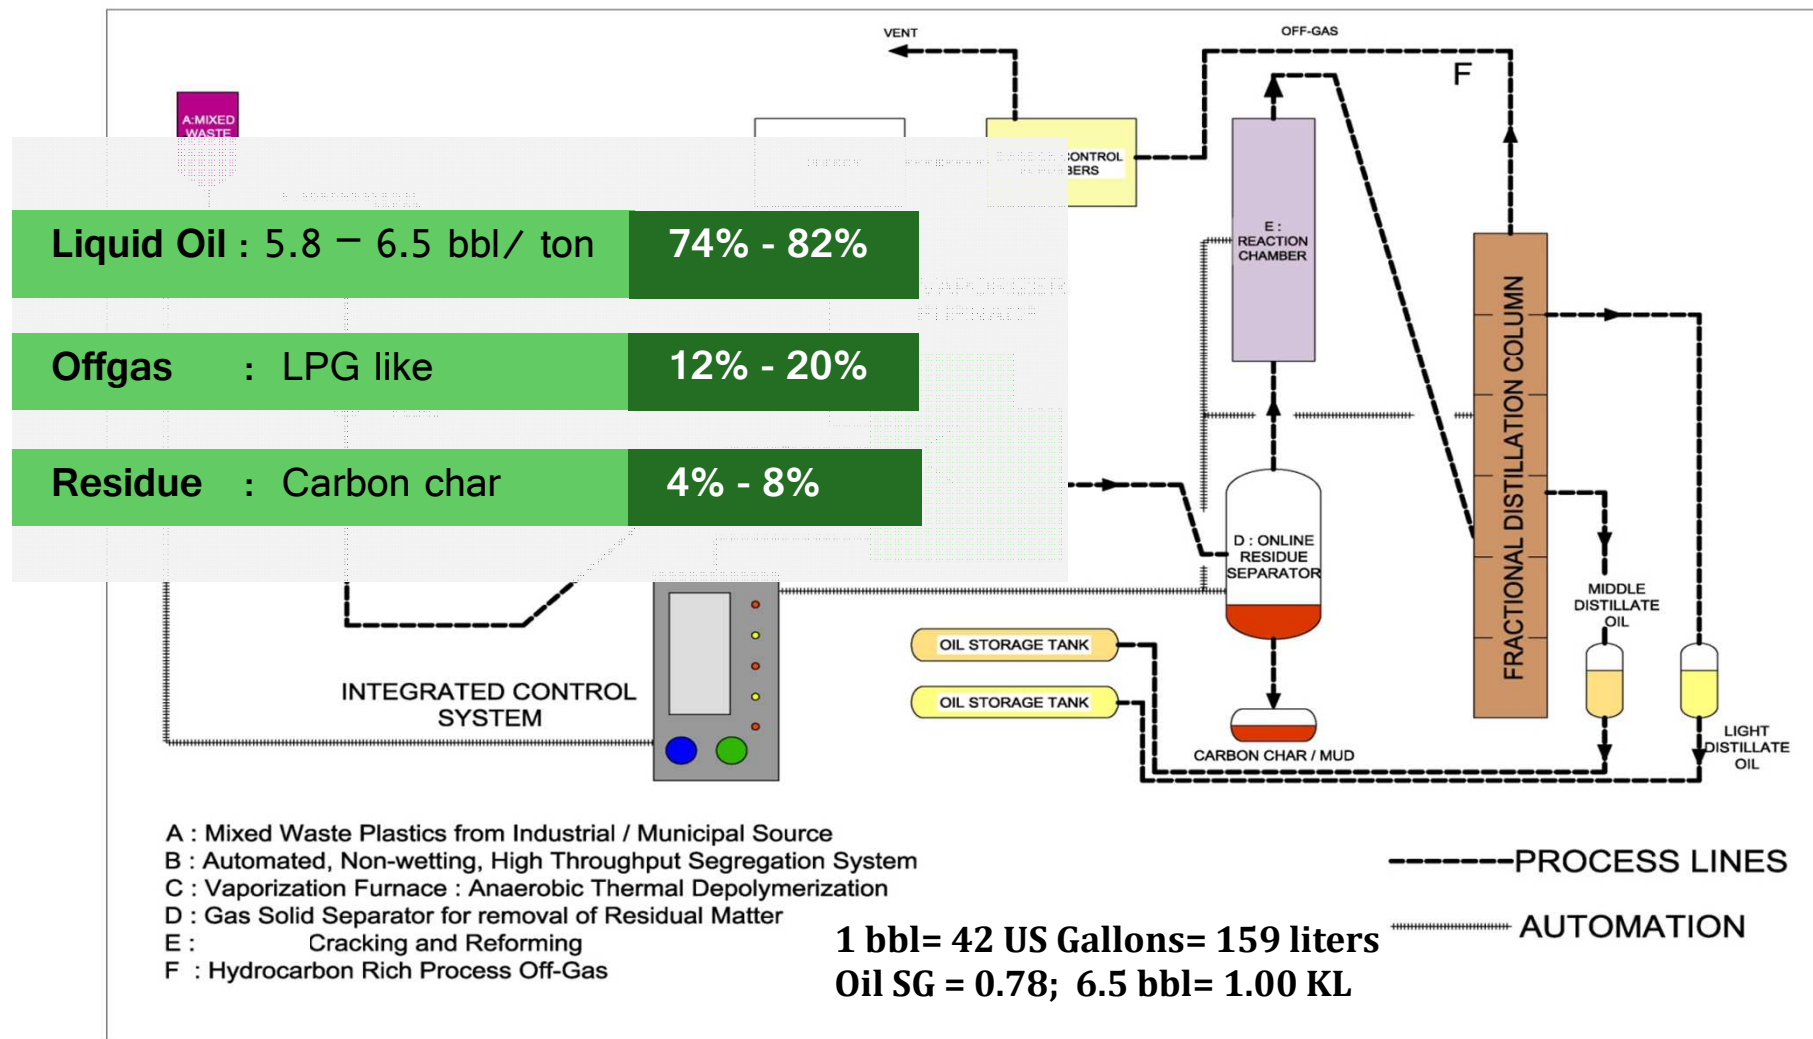 VENT
OFF-GAS
F
A:MIXED
WASTE
CONTROL
BERS
Liquid Oil : 5.8 – 6.5 bbl/ ton 74% - 82%
Offgas : LPG like 12% - 20%
Residue : Carbon char 4% - 8%
E :
REACTION
CHAMBER
FRACTIONAL DISTILLATION COLUMN
D : ONLINE
RESIDUE
SEPARATOR
MIDDLE
DISTILLATE
OIL
OIL STORAGE TANK
OIL STORAGE TANK
INTEGRATED CONTROL
SYSTEM
CARBON CHAR / MUD
LIGHT
DISTILLATE
OIL
A : Mixed Waste Plastics from Industrial / Municipal Source
B : Automated, Non-wetting, High Throughput Segregation System
C : Vaporization Furnace : Anaerobic Thermal Depolymerization
D : Gas Solid Separator for removal of Residual Matter
E : Cracking and Reforming
F : Hydrocarbon Rich Process Off-Gas
PROCESS LINES
AUTOMATION
1 bbl= 42 US Gallons= 159 liters
Oil SG = 0.78; 6.5 bbl= 1.00 KL